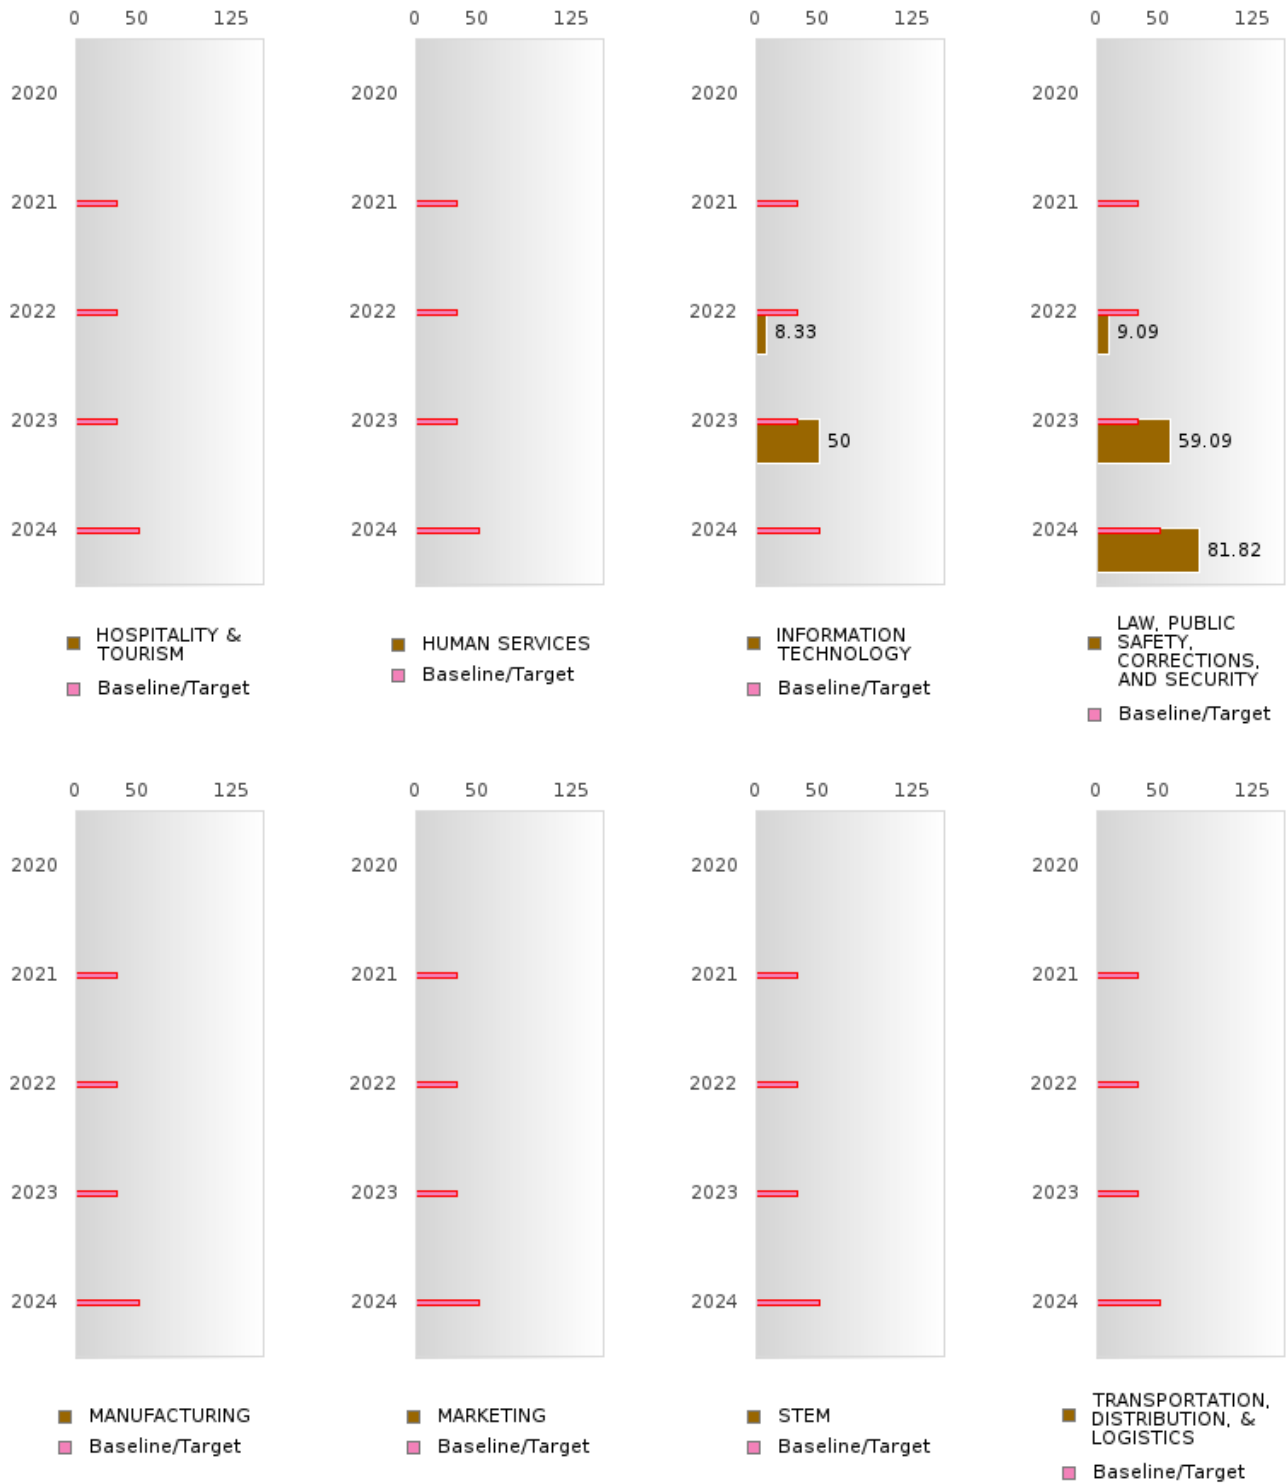 0 50 125
0 50 125
0 50 125
0 50 125
2020
2020
2020
2020
2021
2021
2021
2021
2022
2022
2022
2022
8.33
9.09
2023
2023
2023
2023
50
59.09
2024
2024
2024
2024
81.82
HOSPITALITY &
TOURISM
Baseline/Target
HUMAN SERVICES
Baseline/Target
INFORMATION
TECHNOLOGY
Baseline/Target
LAW, PUBLIC
SAFETY,
CORRECTIONS,
AND SECURITY
Baseline/Target
0 50 125
0 50 125
0 50 125
0 50 125
2020
2020
2020
2020
2021
2021
2021
2021
2022
2022
2022
2022
2023
2023
2023
2023
2024
2024
2024
2024
MANUFACTURING
Baseline/Target
MARKETING
Baseline/Target
STEM
Baseline/Target
TRANSPORTATION,
DISTRIBUTION, &
LOGISTICS
Baseline/Target